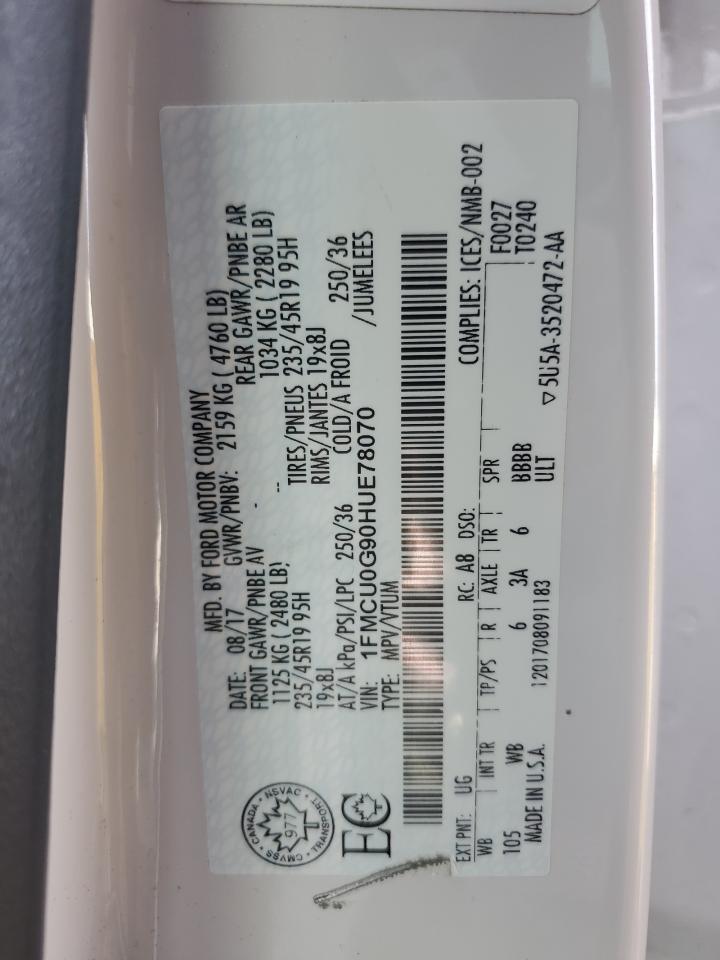 MFD. BY FORD MOTOR COMPANY
DATE: 08/17 GVWR/PNBV: 2159 KG ( 4760 LB)
FRONT GAWR/PNBE AV REAR GAWR/PNBE AR
1125 KG ( 2480 LB) 1034 KG ( 2280 LB)
235/45R19 95H TIRES/PNEUS 235/45R19 95H
19x8J RIMS/JANTES 19x8J
AT/A kPa/PSI/LPC 250/36 COLD/A FROID 250/36
VIN: 1FMCU0G90HUE78070 /JUMELEES
TYPE: MPV/VTUM
CANADA · NSVAC · TRANSPORT · CMVSS
977
EC
COMPLIES: ICES/NMB-002
EXT PNT: UG RC: A8 DSO:
WB INT TR TP/PS R AXLE TR SPR F0027
105 WB 6 3A 6 BBBB T0240
ULT
MADE IN U.S.A. 1201708091183 ▽ 5U5A-3520472-AA